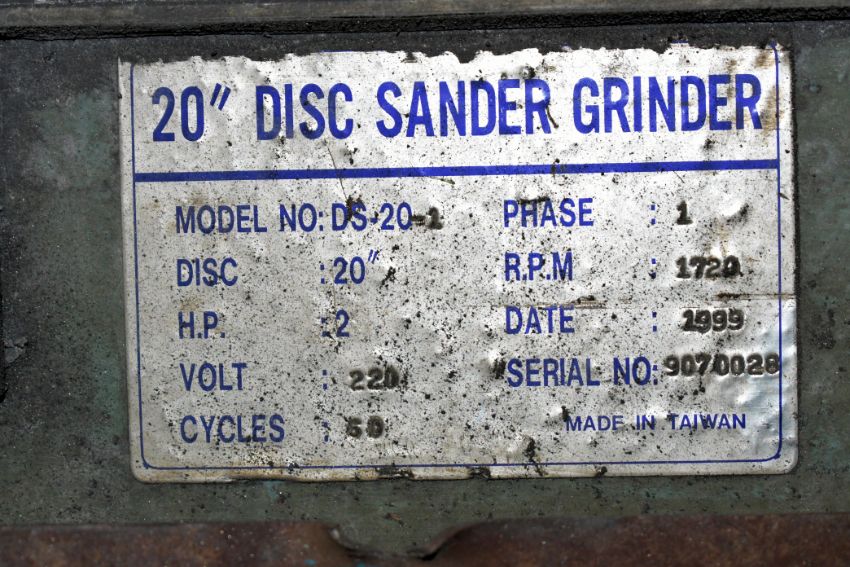 20" DISC SANDER GRINDER
MODEL NO: DS-20-1 PHASE : 1
DISC : 20" R.P.M : 1720
H.P. : 2 DATE : 1999
VOLT : 220 SERIAL NO: 9070028
CYCLES : 60 MADE IN TAIWAN